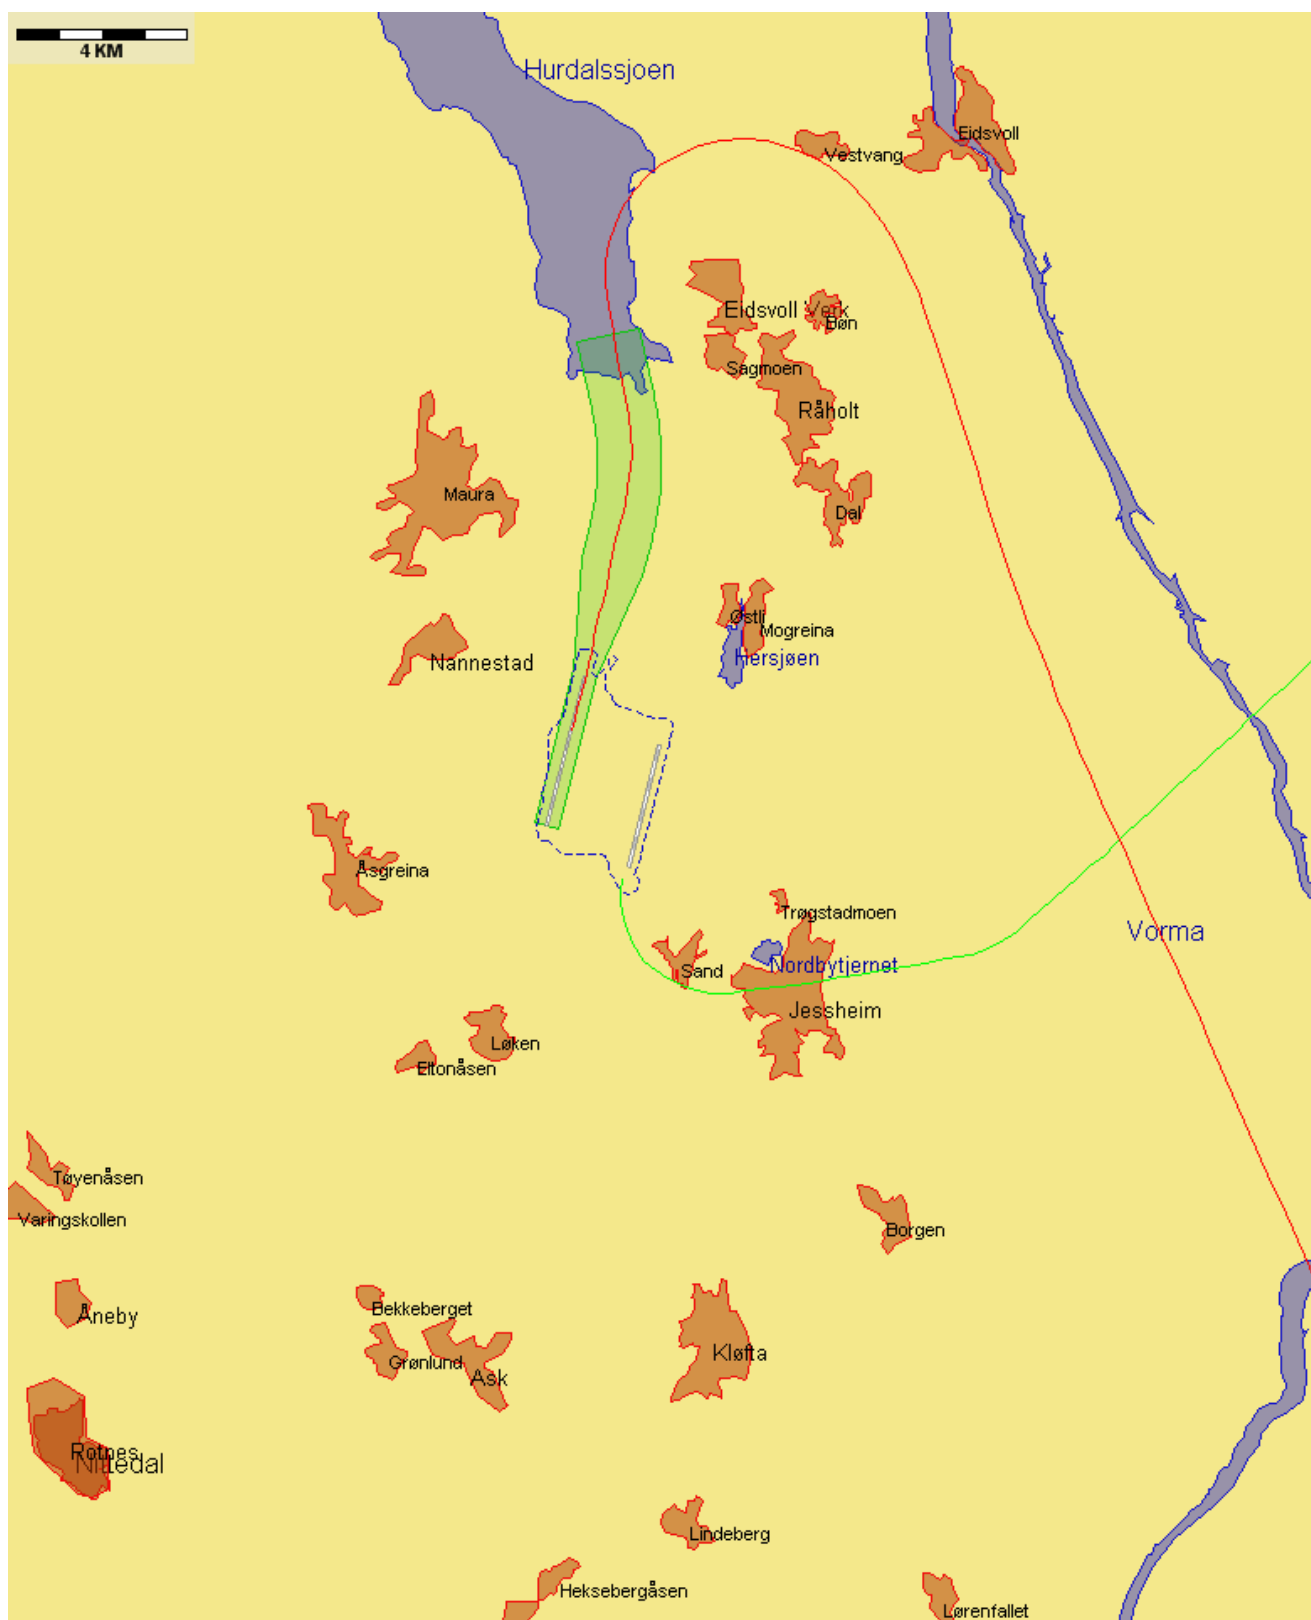 4 KM
Hurdalssjoen
Eidsvoll
Vestvang
Eidsvoll Verk
Bøn
Sagmoen
Råholt
Maura
Dal
Østli
Mogreina
Hersjøen
Nannestad
Åsgreina
Trøgstadmoen
Vorma
Nordbytjernet
Sand
Jessheim
Løken
Eltonåsen
Tøyenåsen
Varingskollen
Borgen
Åneby
Bekkeberget
Grønlund
Ask
Kløfta
Rotnes
Nittedal
Lindeberg
Heksebergåsen
Lørenfallet